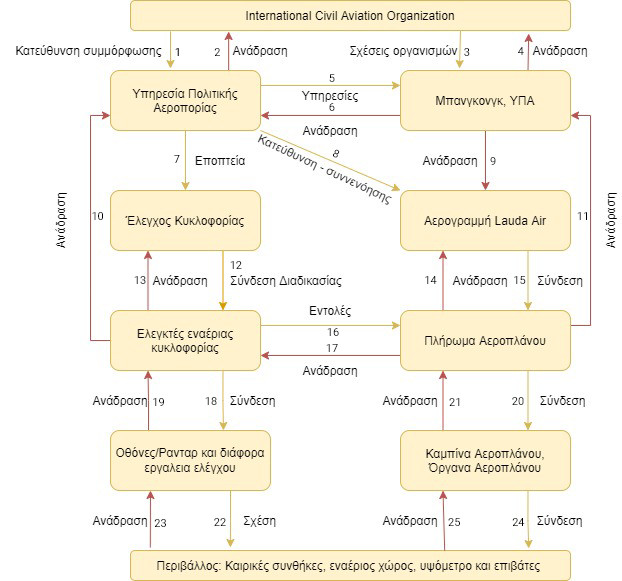 International Civil Aviation Organization
Κατεύθυνση συμμόρφωσης 1 2 Ανάδραση Σχέσεις οργανισμών 3 4 Ανάδραση
Υπηρεσία Πολιτικής
Αεροπορίας
5
Υπηρεσίες
6
Ανάδραση
Μπανγκονγκ, ΥΠΑ
7 Εποπτεία
8
Κατεύθυνση - συννενόησης
Ανάδραση 9
Ανάδραση 10
11 Ανάδραση
Έλεγχος Κυκλοφορίας
Αερογραμμή Lauda Air
12
13 Ανάδραση Σύνδεση Διαδικασίας
14 Ανάδραση 15 Σύνδεση
Ελεγκτές εναέριας
κυκλοφορίας
Εντολές
16
17
Ανάδραση
Πλήρωμα Αεροπλάνου
Ανάδραση 19 18 Σύνδεση Ανάδραση 21 20 Σύνδεση
Οθόνες/Ρανταρ και διάφορα
εργαλεια ελέγχου
Καμπίνα Αεροπλάνου,
Όργανα Αεροπλάνου
Ανάδραση 23 22 Σχέση Ανάδραση 25 24 Σύνδεση
Περιβάλλος: Καιρικές συνθήκες, εναέριος χώρος, υψόμετρο και επιβάτες